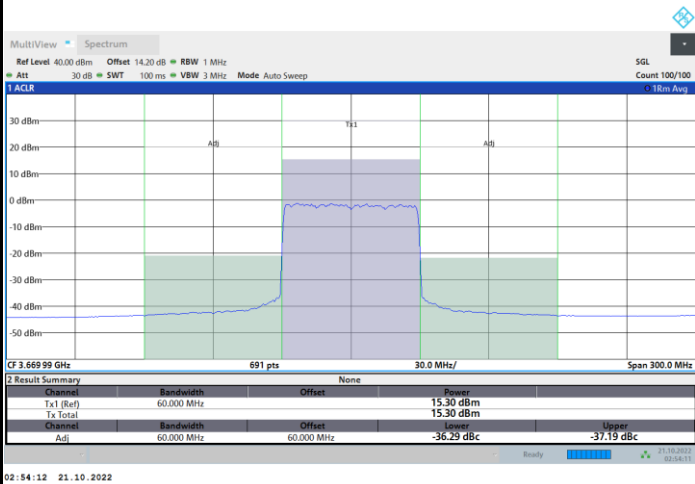 MultiView Spectrum
Ref Level 40.00 dBm Offset 14.20 dB RBW 1 MHz SGL
Att 30 dB SWT 100 ms VBW 3 MHz Mode Auto Sweep Count 100/100
1 ACLR 1Rm Avg
30 dBm
Tx1
20 dBm
Adj Adj
10 dBm
0 dBm
-10 dBm
-20 dBm
-30 dBm
-40 dBm
-50 dBm
CF 3.66999 GHz 691 pts 30.0 MHz/ Span 300.0 MHz
2 Result Summary None
Channel Bandwidth Offset Power
Tx1 (Ref) 60.000 MHz 15.30 dBm
Tx Total 15.30 dBm
Channel Bandwidth Offset Lower Upper
Adj 60.000 MHz 60.000 MHz -36.29 dBc -37.19 dBc
Ready 21.10.2022
02:54:11
02:54:12 21.10.2022